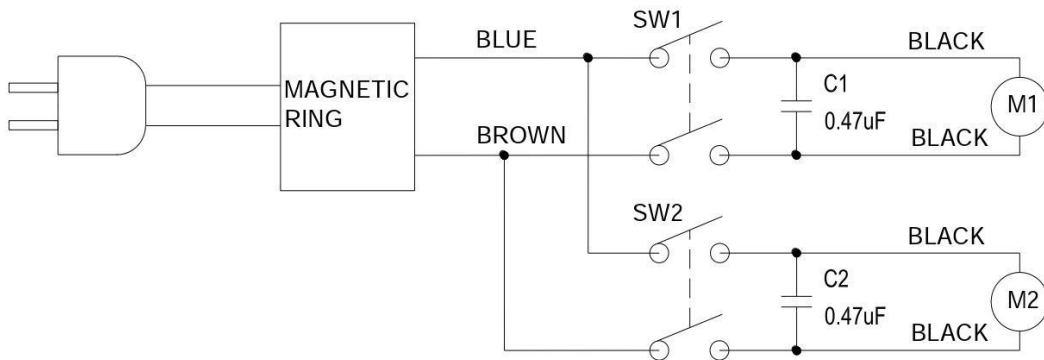 MAGNETIC
RING
BLUE
BROWN
SW1
C1
0.47uF
BLACK
BLACK
M1
SW2
C2
0.47uF
BLACK
BLACK
M2